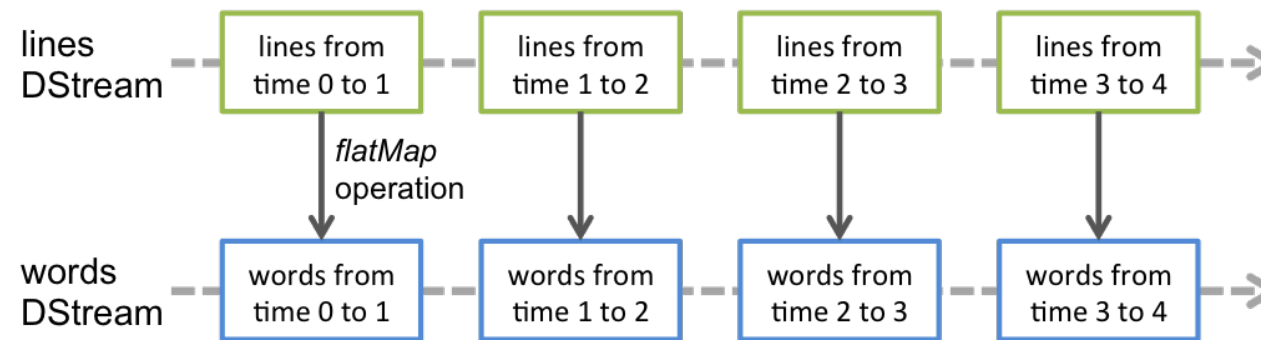 lines
DStream
lines from
time 0 to 1
lines from
time 1 to 2
lines from
time 2 to 3
lines from
time 3 to 4
flatMap
operation
words
DStream
words from
time 0 to 1
words from
time 1 to 2
words from
time 2 to 3
words from
time 3 to 4